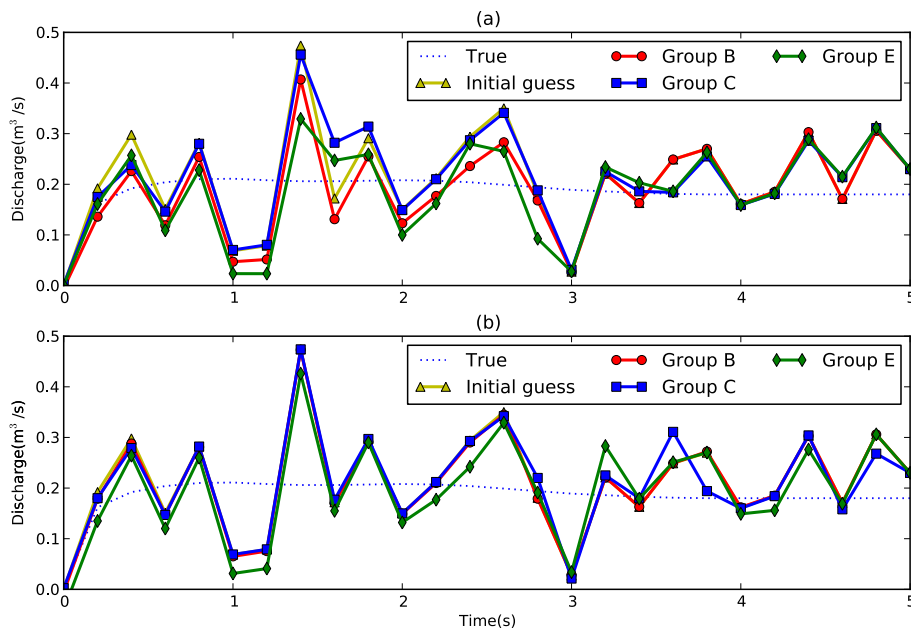 (a)
0.5
0.4
0.3
0.2
0.1
0.0
Discharge(m³ /s)
True
Initial guess
Group B
Group C
Group E
0 1 2 3 4 5
(b)
0.5
0.4
0.3
0.2
0.1
0.0
Discharge(m³ /s)
True
Initial guess
Group B
Group C
Group E
0 1 2 3 4 5
Time(s)